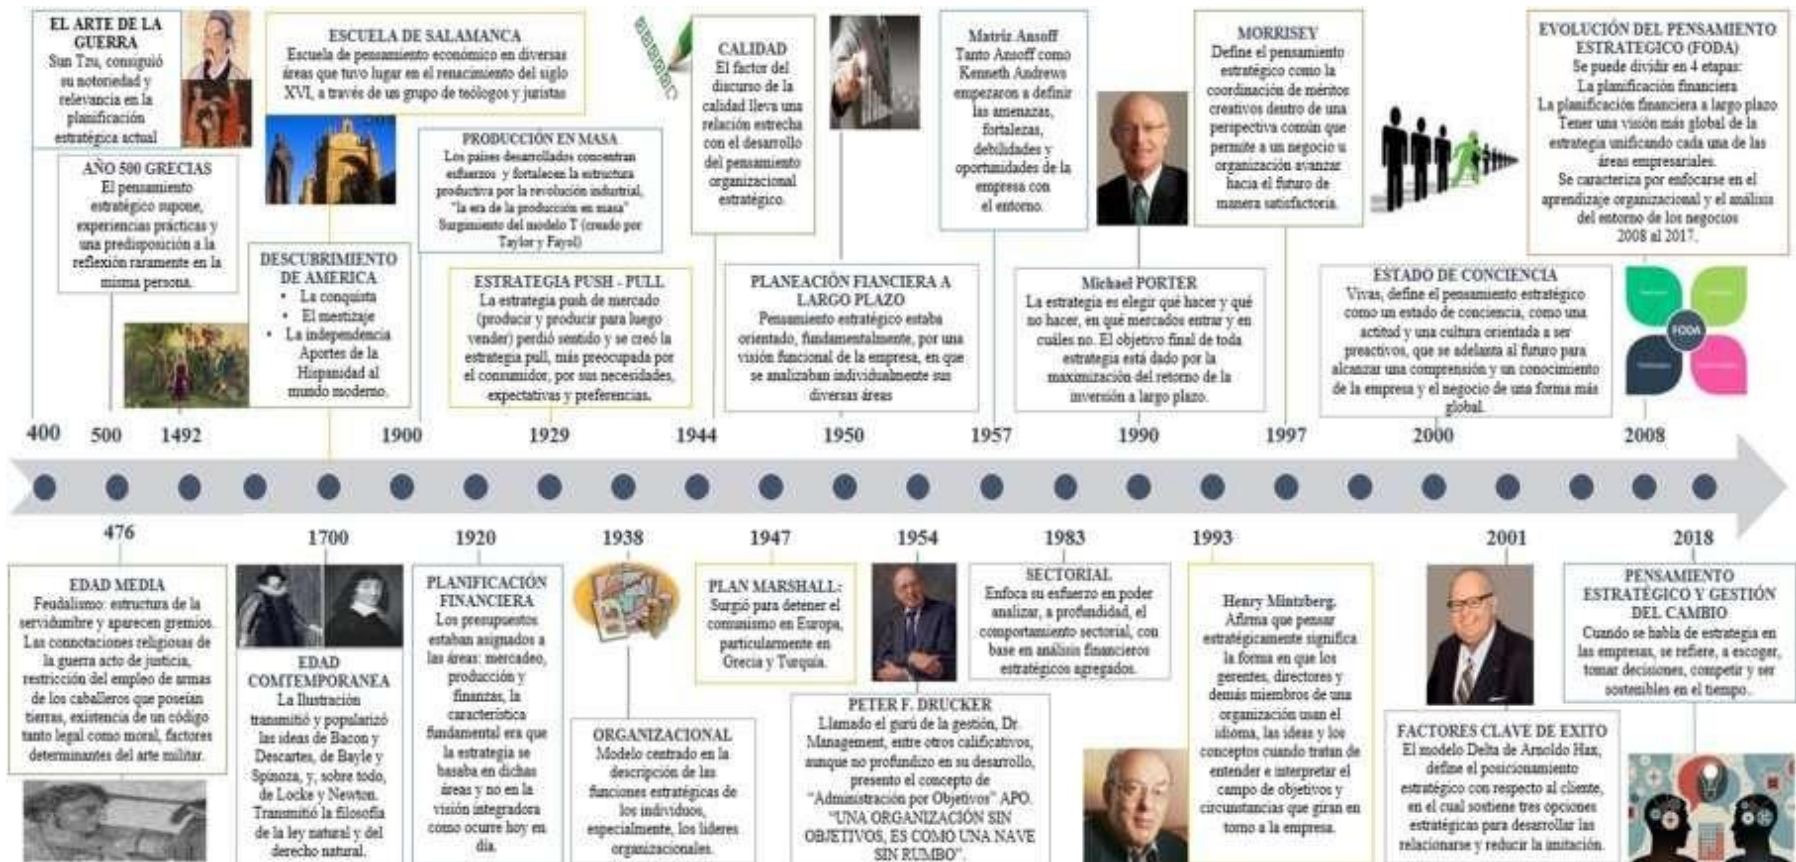 EL ARTE DE LA
GUERRA
Sun Tzu, consiguió
su notoriedad y
relevancia en la
planificación
estratégica actual
AÑO 500 GRECIAS
El pensamiento
estratégico supone,
experiencias prácticas y
una predisposición a la
reflexión raramente en la
misma persona.
ESCUELA DE SALAMANCA
Escuela de pensamiento económico en diversas
áreas que tuvo lugar en el renacimiento del siglo
XVI, a través de un grupo de teólogos y juristas
DESCUBRIMIENTO
DE AMERICA
• La conquista
• El mestizaje
• La independencia
Aportes de la
Hispanidad al
mundo moderno.
PRODUCCIÓN EN MASA
Los países desarrollados concentran
esfuerzos y fortalecen la estructura
productiva por la revolución industrial,
"la era de la producción en masa"
Surgimiento del modelo T (creado por
Taylor y Fayol)
ESTRATEGIA PUSH - PULL
La estrategia push de mercado
(producir y producir para luego
vender) perdió sentido y se creó la
estrategia pull, más preocupada por
el consumidor, por sus necesidades,
expectativas y preferencias.
CALIDAD
El factor del
discurso de la
calidad lleva una
relación estrecha
con el desarrollo
del pensamiento
organizacional
estratégico.
PLANEACIÓN FIANCIERA A
LARGO PLAZO
Pensamiento estratégico estaba
orientado, fundamentalmente, por una
visión funcional de la empresa, en que
se analizaban individualmente sus
diversas áreas
Matriz Ansoff
Tanto Ansoff como
Kenneth Andrews
empezaron a definir
las amenazas,
fortalezas,
debilidades y
oportunidades de la
empresa con
el entorno.
Michael PORTER
La estrategia es elegir qué hacer y qué
no hacer, en qué mercados entrar y en
cuáles no. El objetivo final de toda
estrategia está dado por la
maximización del retorno de la
inversión a largo plazo.
MORRISEY
Define el pensamiento
estratégico como la
coordinación de méritos
creativos dentro de una
perspectiva común que
permite a un negocio u
organización avanzar
hacia el futuro de
manera satisfactoria.
ESTADO DE CONCIENCIA
Vivas, define el pensamiento estratégico
como un estado de conciencia, como una
actitud y una cultura orientada a ser
preactivos, que se adelanta al futuro para
alcanzar una comprensión y un conocimiento
de la empresa y el negocio de una forma más
global.
EVOLUCIÓN DEL PENSAMIENTO
ESTRATEGICO (FODA)
Se puede dividir en 4 etapas:
La planificación financiera
La planificación financiera a largo plazo
Tener una visión más global de la
estrategia unificando cada una de las
áreas empresariales.
Se caracteriza por enfocarse en el
aprendizaje organizacional y el análisis
del entorno de los negocios
2008 al 2017.
FODA
400 500 1492 1900 1929 1944 1950 1957 1990 1997 2000 2008
476 1700 1920 1938 1947 1954 1983 1993 2001 2018
EDAD MEDIA
Feudalismo: estructura de la
servidumbre y aparecen gremios.
Las connotaciones religiosas de
la guerra acto de justicia,
restricción del empleo de armas
de los caballeros que poseían
tierras, existencia de un código
tanto legal como moral, factores
determinantes del arte militar.
EDAD
COMTEMPORANEA
La Ilustración
transmitió y popularizó
las ideas de Bacon y
Descartes, de Bayle y
Spinoza, y, sobre todo,
de Locke y Newton.
Transmitió la filosofía
de la ley natural y del
derecho natural.
PLANIFICACIÓN
FINANCIERA
Los presupuestos
estaban asignados a
las áreas: mercadeo,
producción y
finanzas, la
característica
fundamental era que
la estrategia se
basaba en dichas
áreas y no en la
visión integradora
como ocurre hoy en
día.
ORGANIZACIONAL
Modelo centrado en la
descripción de las
funciones estratégicas de
los individuos,
especialmente, los líderes
organizacionales.
PLAN MARSHALL:
Surgió para detener el
comunismo en Europa,
particularmente en
Grecia y Turquía.
PETER F. DRUCKER
Llamado el gurú de la gestión, Dr.
Management, entre otros calificativos,
aunque no profundizo en su desarrollo,
presento el concepto de
"Administración por Objetivos" APO.
"UNA ORGANIZACIÓN SIN
OBJETIVOS, ES COMO UNA NAVE
SIN RUMBO".
SECTORIAL
Enfoca su esfuerzo en poder
analizar, a profundidad, el
comportamiento sectorial, con
base en análisis financieros
estratégicos agregados.
Henry Mintzberg.
Afirma que pensar
estratégicamente significa
la forma en que los
gerentes, directores y
demás miembros de una
organización usan el
idioma, las ideas y los
conceptos cuando tratan de
entender e interpretar el
campo de objetivos y
circunstancias que giran en
torno a la empresa.
FACTORES CLAVE DE EXITO
El modelo Delta de Arnoldo Hax,
define el posicionamiento
estratégico con respecto al cliente,
en el cual sostiene tres opciones
estratégicas para desarrollar las
relacionarse y reducir la imitación.
PENSAMIENTO
ESTRATÉGICO Y GESTIÓN
DEL CAMBIO
Cuando se habla de estrategia en
las empresas, se refiere, a escoger,
tomar decisiones, competir y ser
sostenibles en el tiempo..